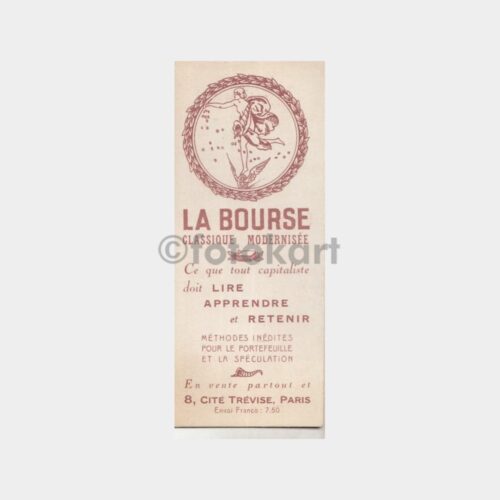 LA BOURSE
CLASSIQUE MODERNISÉE
©fotokart
Ce que tout capitaliste
doit LIRE
APPRENDRE
et RETENIR
MÉTHODES INÉDITES
POUR LE PORTEFEUILLE
ET LA SPÉCULATION
En vente partout et
8, CITÉ TRÉVISE, PARIS
Envoi Franco : 7.50